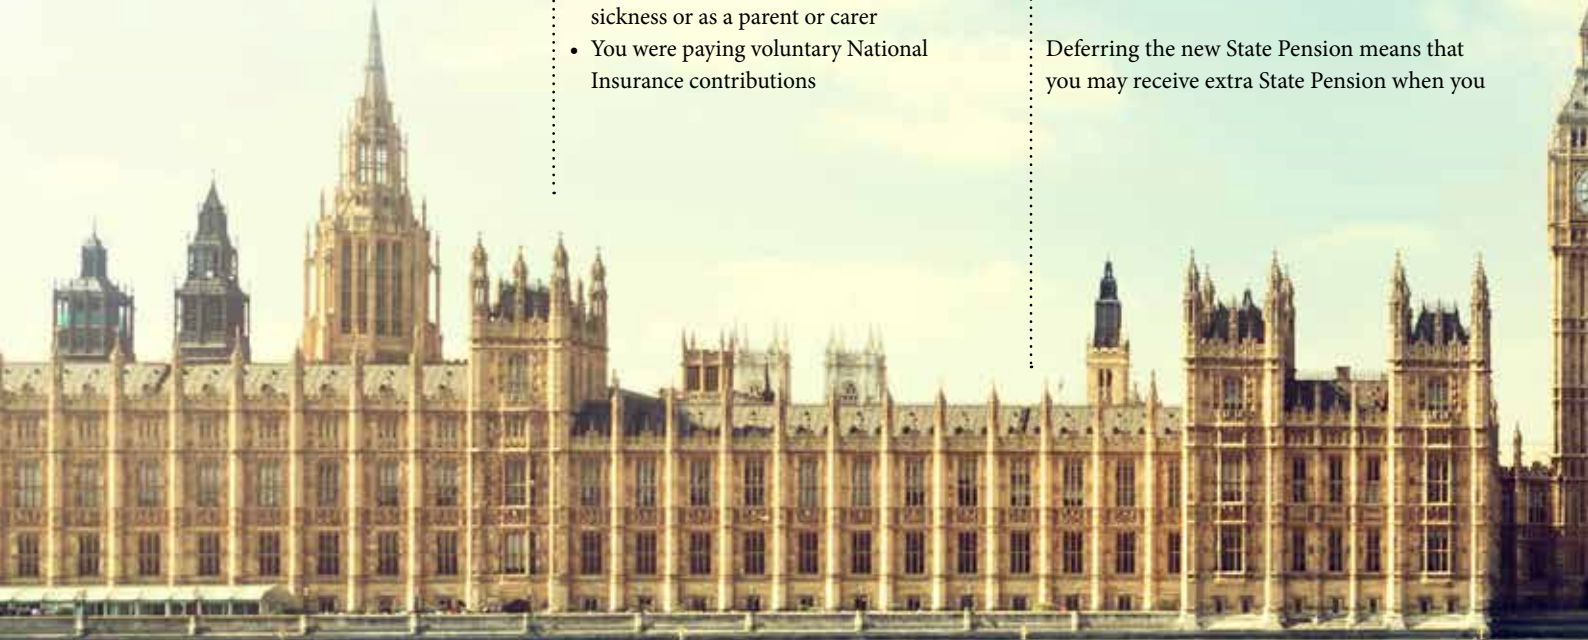 sickness or as a parent or carer
• You were paying voluntary National
Insurance contributions
Deferring the new State Pension means that
you may receive extra State Pension when you